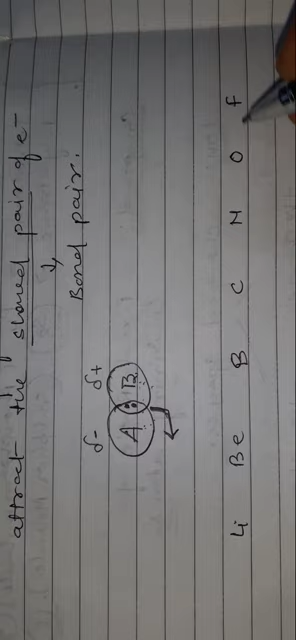 attract the shared pair of e-
↓
Bond pair.
δ- δ+
A : B
Li Be B C N O F